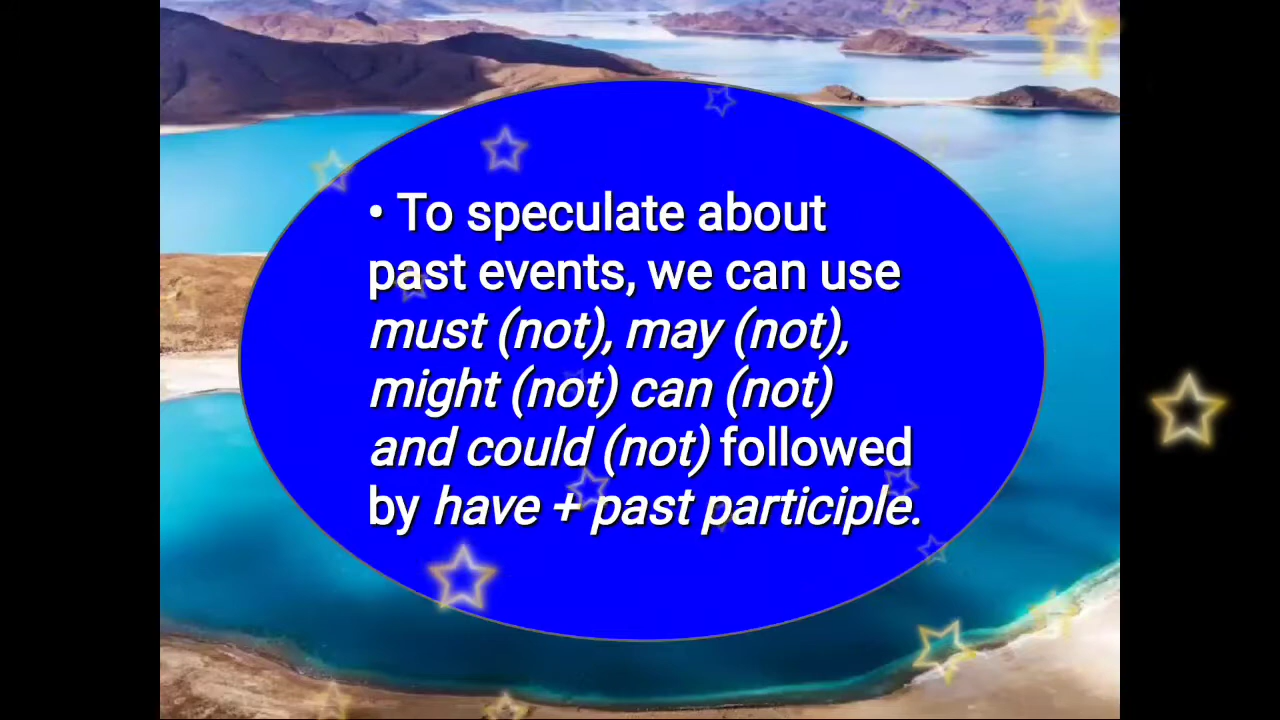 • To speculate about
past events, we can use
must (not), may (not),
might (not) can (not)
and could (not) followed
by have + past participle.